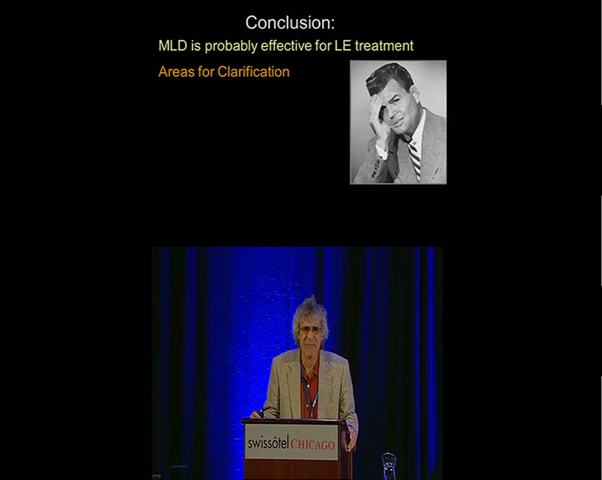 Conclusion:
MLD is probably effective for LE treatment
Areas for Clarification
swissôtel CHICAGO